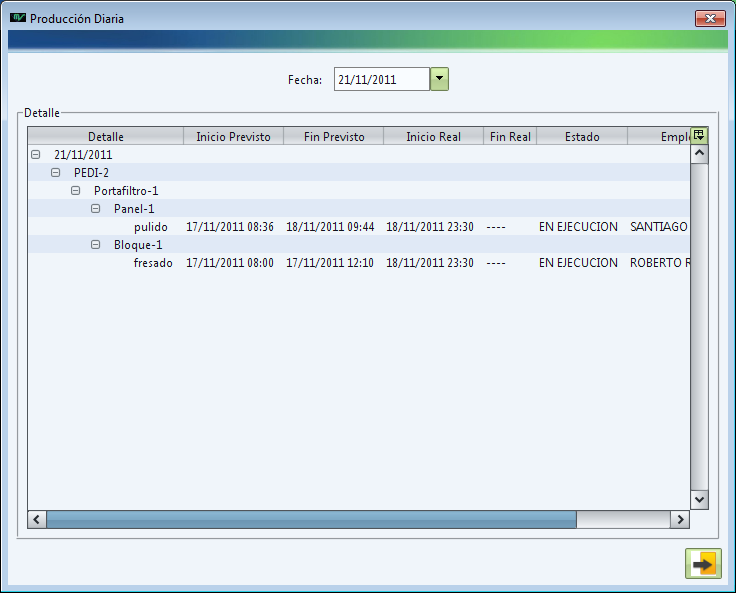 Producción Diaria
Fecha: 21/11/2011
Detalle
Detalle Inicio Previsto Fin Previsto Inicio Real Fin Real Estado
21/11/2011
PEDI-2
Portafiltro-1
Panel-1
pulido 17/11/2011 08:36 18/11/2011 09:44 18/11/2011 23:30 ---- EN EJECUCION SANTIAGO
Bloque-1
fresado 17/11/2011 08:00 17/11/2011 12:10 18/11/2011 23:30 ---- EN EJECUCION ROBERTO